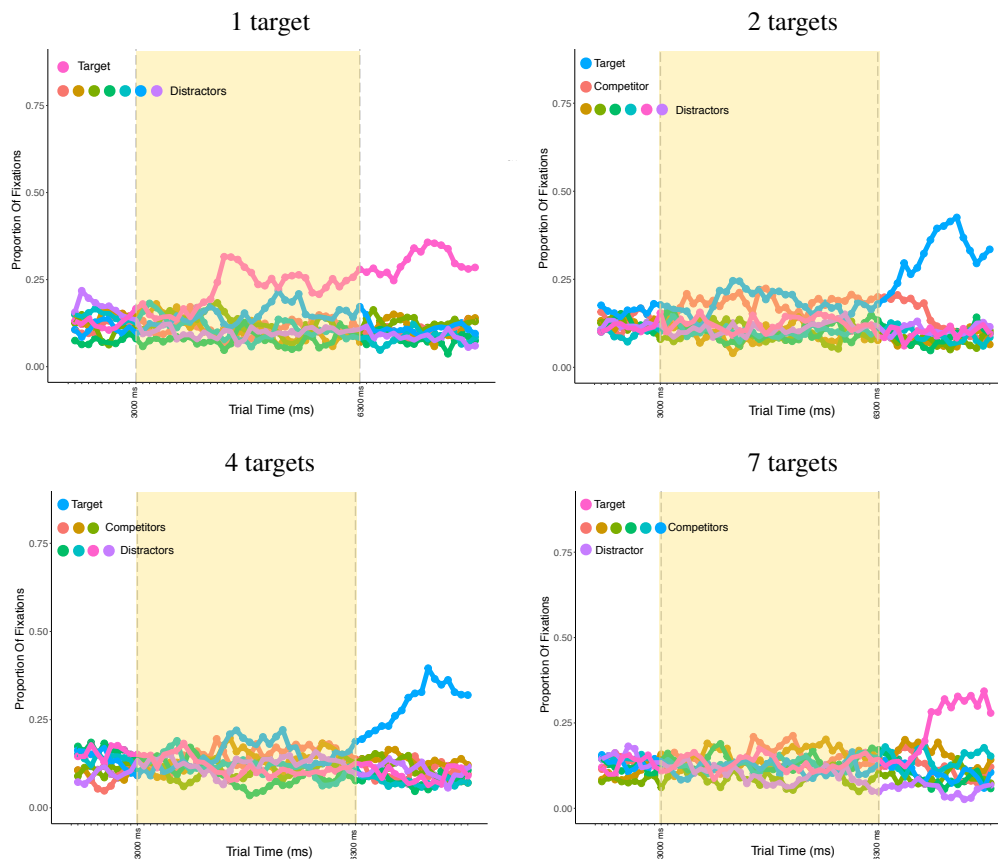 1 target
Target
Distractors
Proportion Of Fixations
0.75
0.50
0.25
0.00
3000 ms
6300 ms
Trial Time (ms)
2 targets
Target
Competitor
Distractors
Proportion Of Fixations
0.75
0.50
0.25
0.00
3000 ms
6300 ms
Trial Time (ms)
4 targets
Target
Competitors
Distractors
Proportion Of Fixations
0.75
0.50
0.25
0.00
3000 ms
6300 ms
Trial Time (ms)
7 targets
Target
Competitors
Distractor
Proportion Of Fixations
0.75
0.50
0.25
0.00
3000 ms
6300 ms
Trial Time (ms)